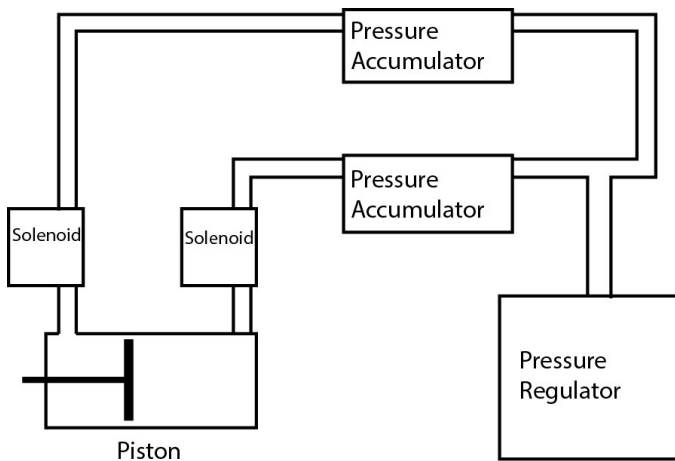 Pressure
Accumulator
Pressure
Accumulator
Solenoid
Solenoid
Pressure
Regulator
Piston